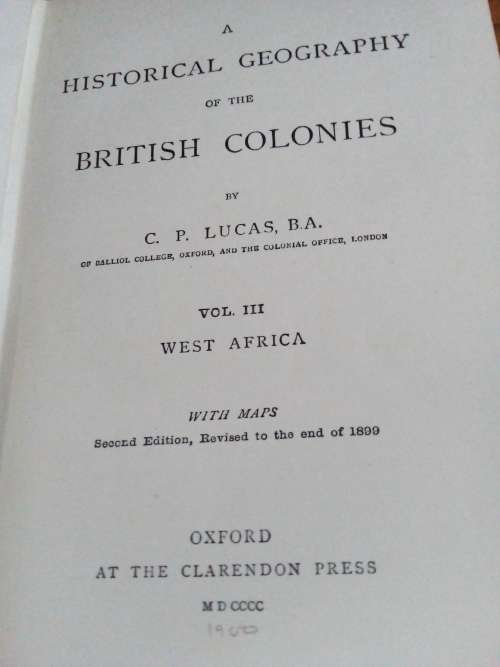 A
HISTORICAL GEOGRAPHY
OF THE
BRITISH COLONIES
BY
C. P. LUCAS, B.A.
OF BALLIOL COLLEGE, OXFORD, AND THE COLONIAL OFFICE, LONDON
VOL. III
WEST AFRICA
WITH MAPS
Second Edition, Revised to the end of 1899
OXFORD
AT THE CLARENDON PRESS
MDCCCC
1900